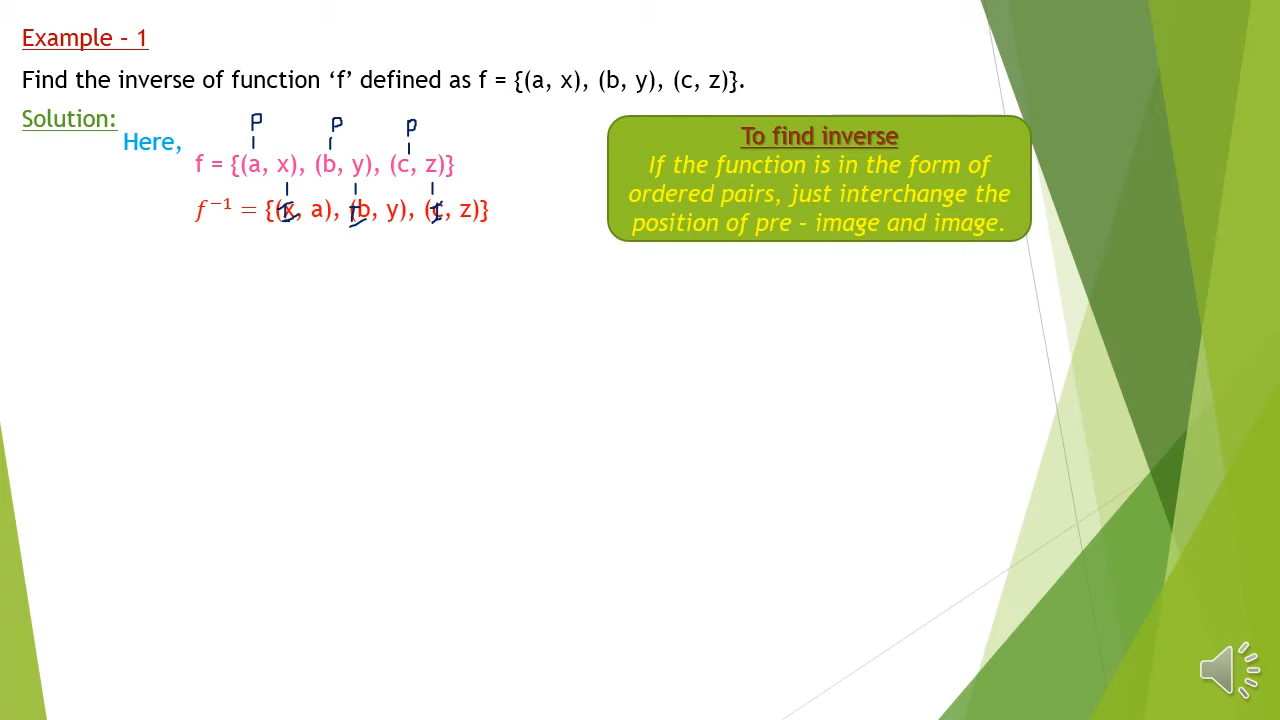 Example – 1
Find the inverse of function ‘f’ defined as f = {(a, x), (b, y), (c, z)}.
Solution:
P P P
Here,
f = {(a, x), (b, y), (c, z)}
f⁻¹ = {(x, a), (b, y), (c, z)}
To find inverse
If the function is in the form of
ordered pairs, just interchange the
position of pre – image and image.